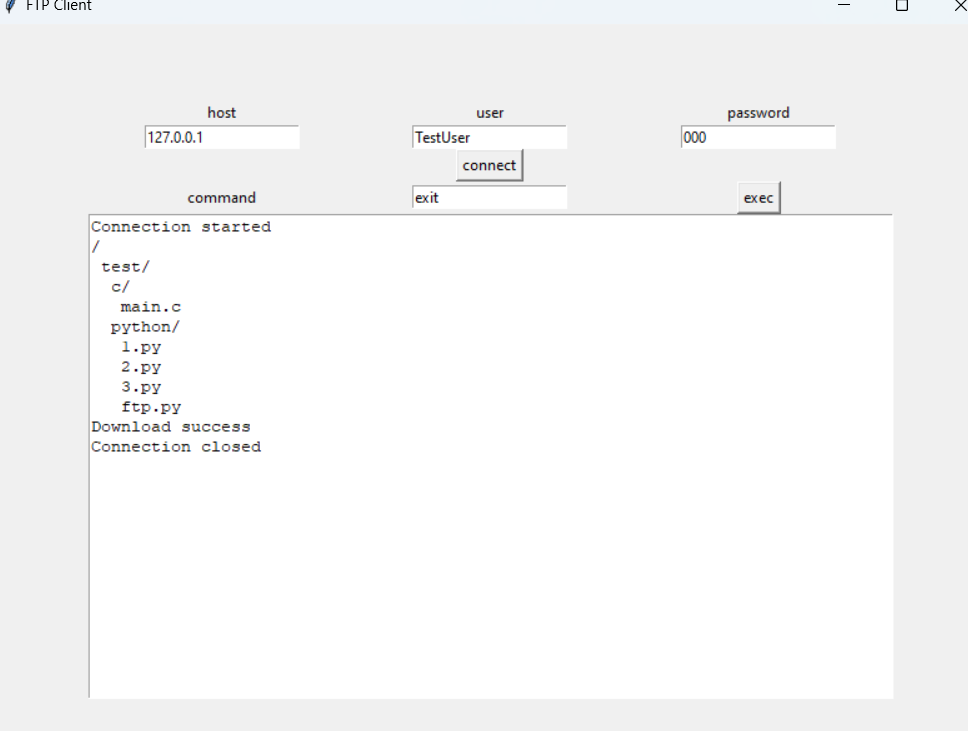 FTP Client
host user password
127.0.0.1 TestUser 000
connect
command exit exec
Connection started
/
test/
c/
main.c
python/
1.py
2.py
3.py
ftp.py
Download success
Connection closed